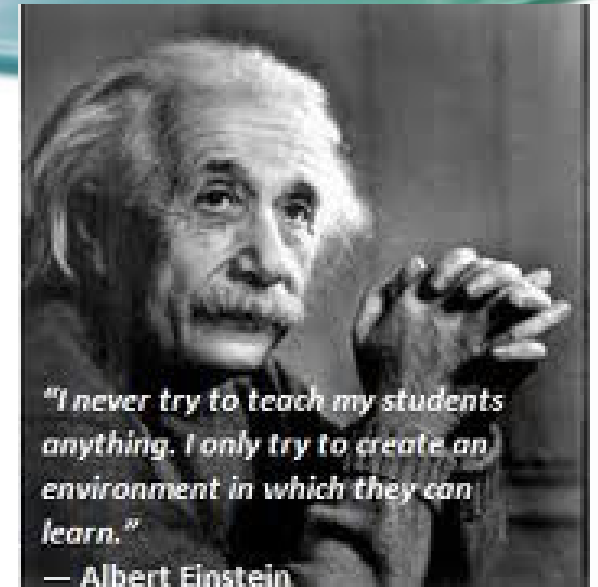 "I never try to teach my students
anything. I only try to create an
environment in which they can
learn."
— Albert Einstein